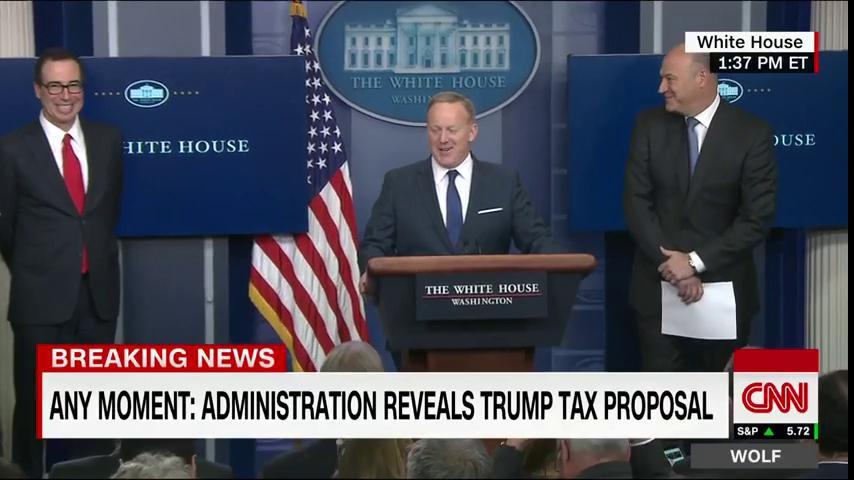 White House
1:37 PM ET
THE WHITE HOUSE
WASHINGTON
HITE HOUSE
THE WHITE HOUSE
WASHINGTON
BREAKING NEWS
ANY MOMENT: ADMINISTRATION REVEALS TRUMP TAX PROPOSAL
CNN
S&P ▲ 5.72
WOLF